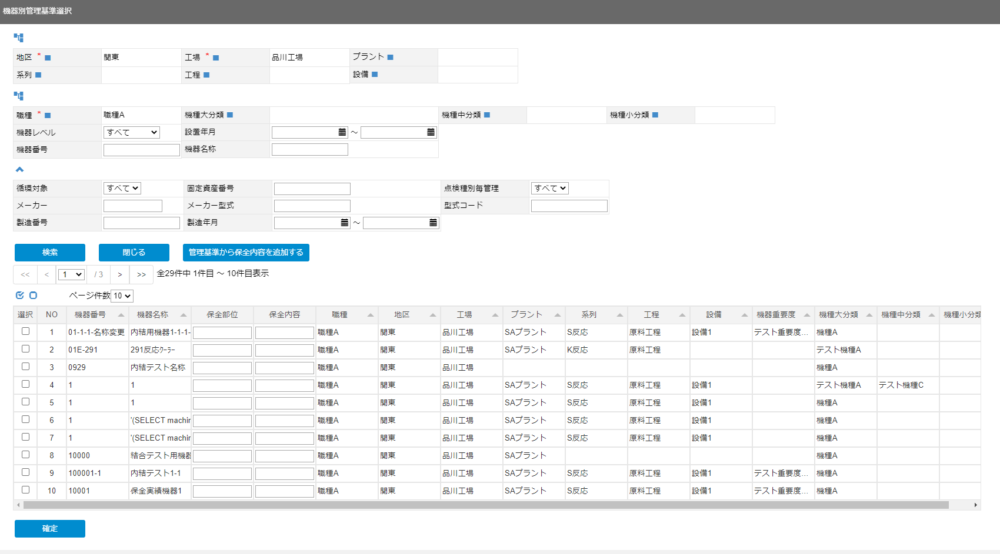 機器別管理基準選択
地区 * 関東 工場 * 品川工場 プラント
系列 工程 設備
職種 * 職種A 機種大分類 機種中分類 機種小分類
機器レベル すべて 設置年月 ～
機器番号 機器名称
循環対象 すべて 固定資産番号 点検種別毎管理 すべて
メーカー メーカー型式 型式コード
製造番号 製造年月 ～
検索 閉じる 管理基準から保全内容を追加する
<< < 1 / 3 > >> 全29件中 1件目 ～ 10件目表示
ページ件数 10
選択 NO 機器番号 機器名称 保全部位 保全内容 職種 地区 工場 プラント 系列 工程 設備 機器重要度 機種大分類 機種中分類 機種小分類
1 01-1-1-名称変更 内結用機器1-1-1- 職種A 関東 品川工場 SAプラント S反応 原料工程 設備1 テスト重要度... 機種A
2 01E-291 291反応ｸｰﾗｰ 職種A 関東 品川工場 SAプラント K反応 原料工程 テスト機種A
3 0929 内結テスト名称 職種A 関東 品川工場 機種A
4 1 1 職種A 関東 品川工場 SAプラント S反応 原料工程 設備1 テスト機種A テスト機種C
5 1 1 職種A 関東 品川工場 SAプラント S反応 原料工程 設備1 機種A
6 1 '(SELECT machin 職種A 関東 品川工場 SAプラント S反応 原料工程 設備1 機種A
7 1 '(SELECT machin 職種A 関東 品川工場 SAプラント S反応 原料工程 設備1 機種A
8 10000 結合テスト用機器 職種A 関東 品川工場 SAプラント 機種A
9 100001-1 内結テスト1-1 職種A 関東 品川工場 SAプラント S反応 原料工程 設備1 テスト重要度... 機種A
10 10001 保全実績機器1 職種A 関東 品川工場 SAプラント S反応 原料工程 設備1 テスト重要度... 機種A
確定